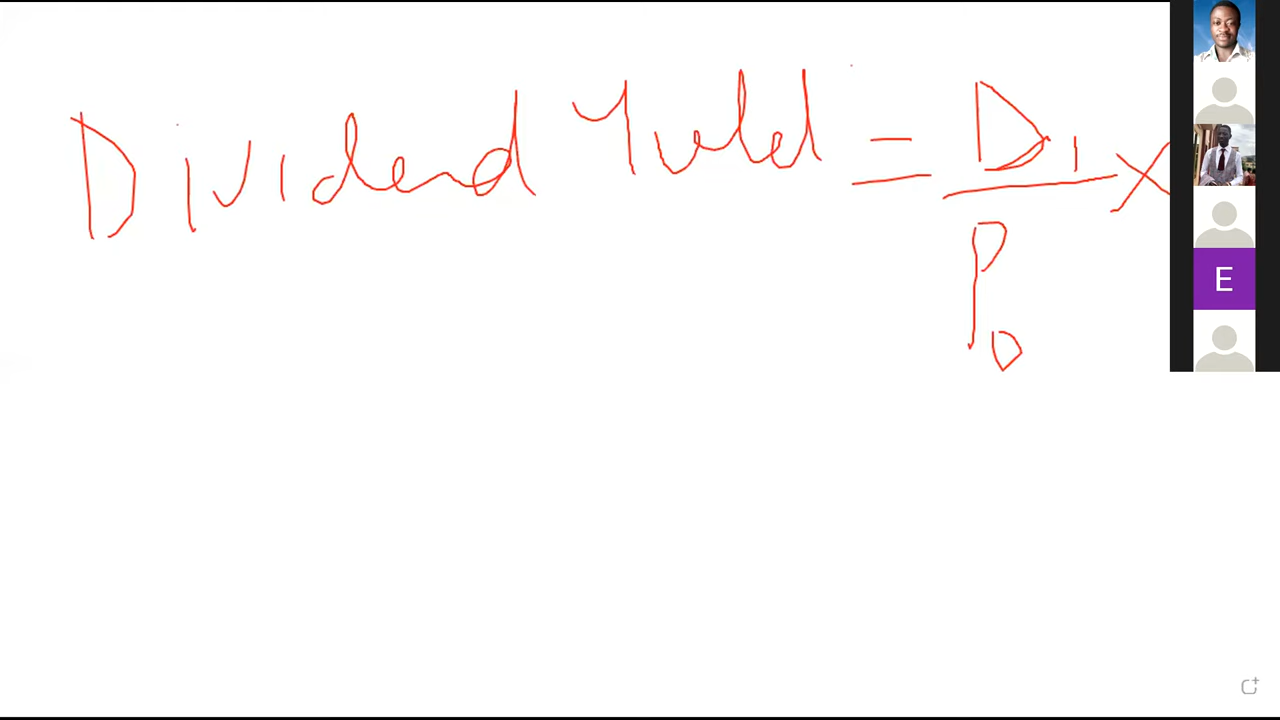 Dividend Yield = D1 X
P0
E